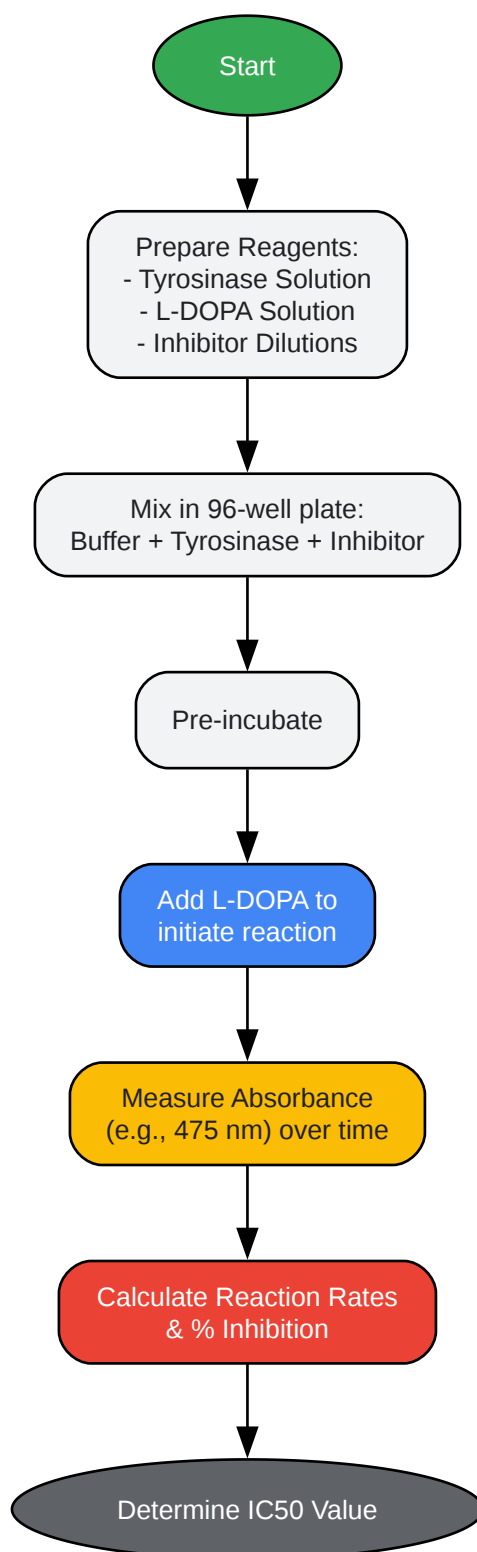 Start
Prepare Reagents:
- Tyrosinase Solution
- L-DOPA Solution
- Inhibitor Dilutions
Mix in 96-well plate:
Buffer + Tyrosinase + Inhibitor
Pre-incubate
Add L-DOPA to
initiate reaction
Measure Absorbance
(e.g., 475 nm) over time
Calculate Reaction Rates
& % Inhibition
Determine IC50 Value